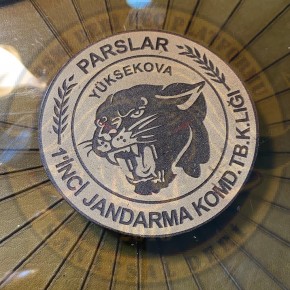 PARSLAR
YÜKSEKOVA
1'İNCİ JANDARMA KOMD.TB.K.LIĞI